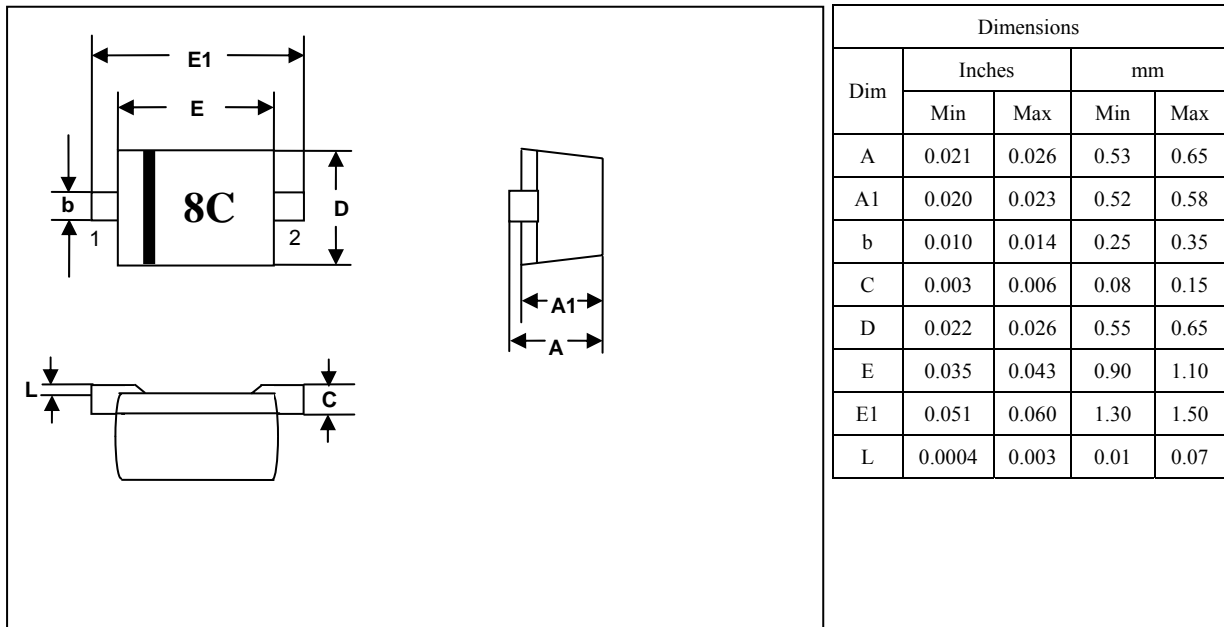 E1
E
b
8C
D
1
2
A1
A
L
C
Dimensions
Dim Inches mm
Min Max Min Max
A 0.021 0.026 0.53 0.65
A1 0.020 0.023 0.52 0.58
b 0.010 0.014 0.25 0.35
C 0.003 0.006 0.08 0.15
D 0.022 0.026 0.55 0.65
E 0.035 0.043 0.90 1.10
E1 0.051 0.060 1.30 1.50
L 0.0004 0.003 0.01 0.07